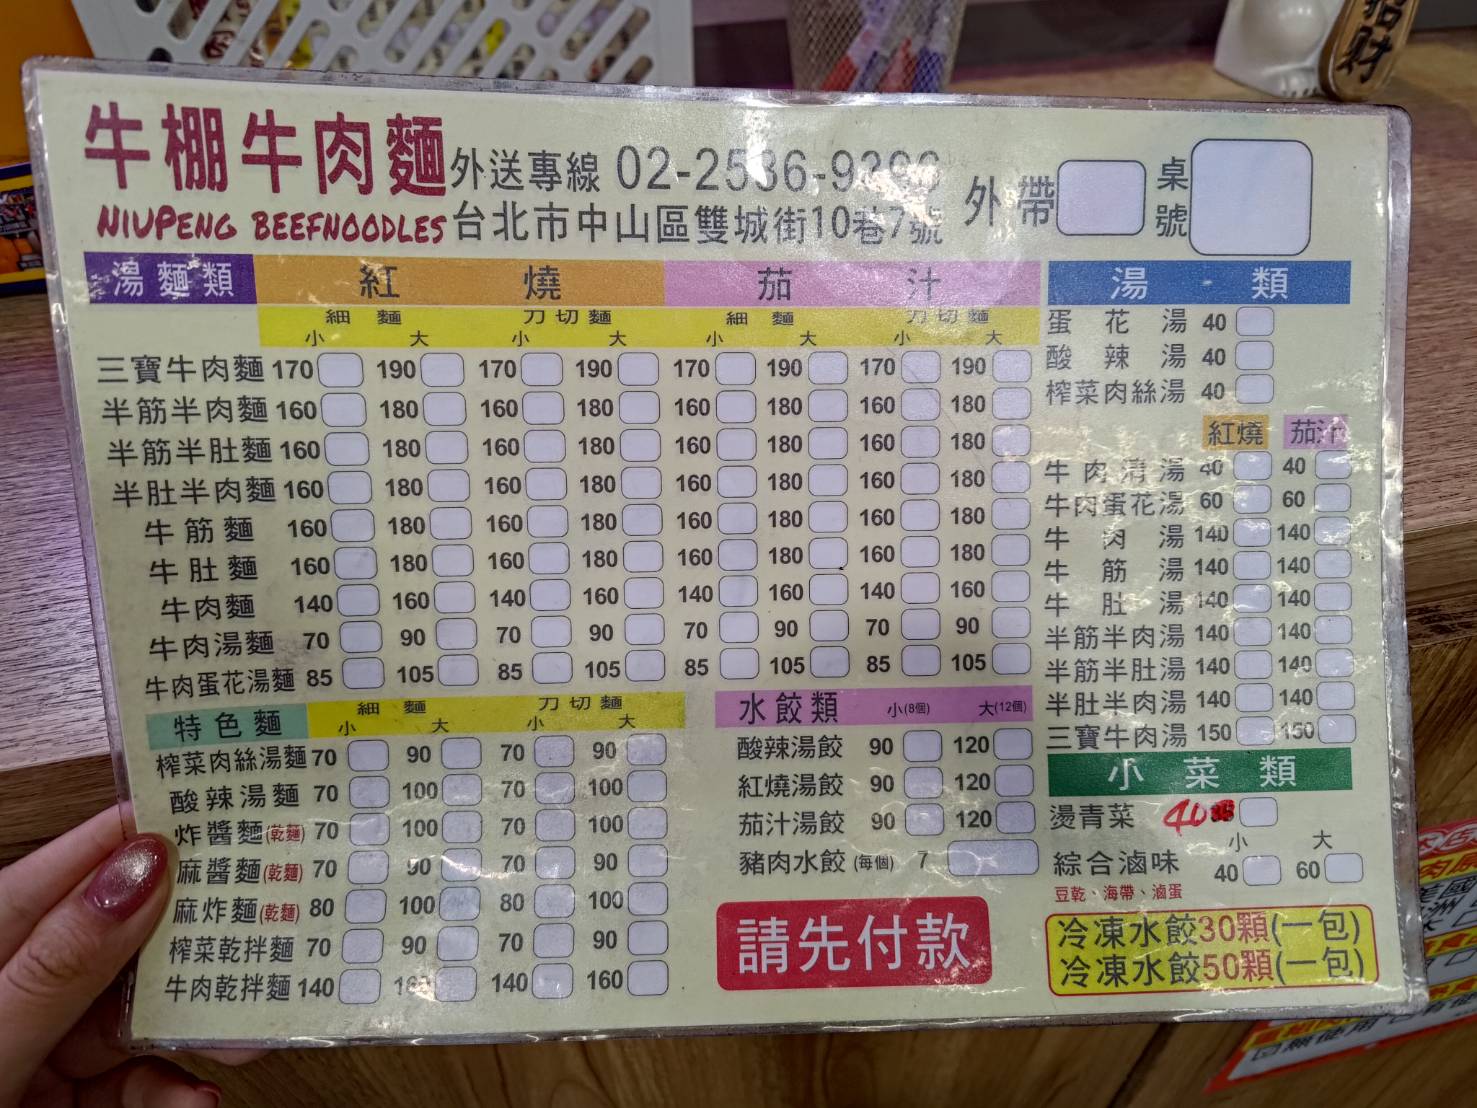 牛棚牛肉麵
NIUPENG BEEFNOODLES
外送專線
台北市中山區雙城街10巷7號
外帶
桌號
湯麵類 紅燒 茄汁
細麵 刀切麵 細麵 刀切麵
小 大 小 大 小 大 小 大
三寶牛肉麵 170 190 170 190 170 190 170 190
半筋半肉麵 160 180 160 180 160 180 160 180
半筋半肚麵 160 180 160 180 160 180 160 180
半肚半肉麵 160 180 160 180 160 180 160 180
牛筋麵 160 180 160 180 160 180 160 180
牛肚麵 160 180 160 180 160 180 160 180
牛肉麵 140 160 140 160 140 160 140 160
牛肉湯麵 70 90 70 90 70 90 70 90
牛肉蛋花湯麵 85 105 85 105 85 105 85 105
特色麵 細麵 刀切麵
小 大 小 大
榨菜肉絲湯麵 70 90 70 90
酸辣湯麵 70 100 70 100
炸醬麵(乾麵) 70 100 70 100
麻醬麵(乾麵) 70 90 70 90
麻炸麵(乾麵) 80 100 80 100
榨菜乾拌麵 70 90 70 90
牛肉乾拌麵 140 160 140 160
水餃類 小(8個) 大(12個)
酸辣湯餃 90 120
紅燒湯餃 90 120
茄汁湯餃 90 120
豬肉水餃(每個) 7
請先付款
湯類
蛋花湯 40
酸辣湯 40
榨菜肉絲湯 40
紅燒 茄汁
牛肉清湯 40 40
牛肉蛋花湯 60 60
牛肉湯 140 140
牛筋湯 140 140
牛肚湯 140 140
半筋半肉湯 140 140
半筋半肚湯 140 140
半肚半肉湯 140 140
三寶牛肉湯 150 150
小菜類
燙青菜 40
小 大
綜合滷味 40 60
豆乾、海帶、滷蛋
冷凍水餃30顆(一包)
冷凍水餃50顆(一包)
招財